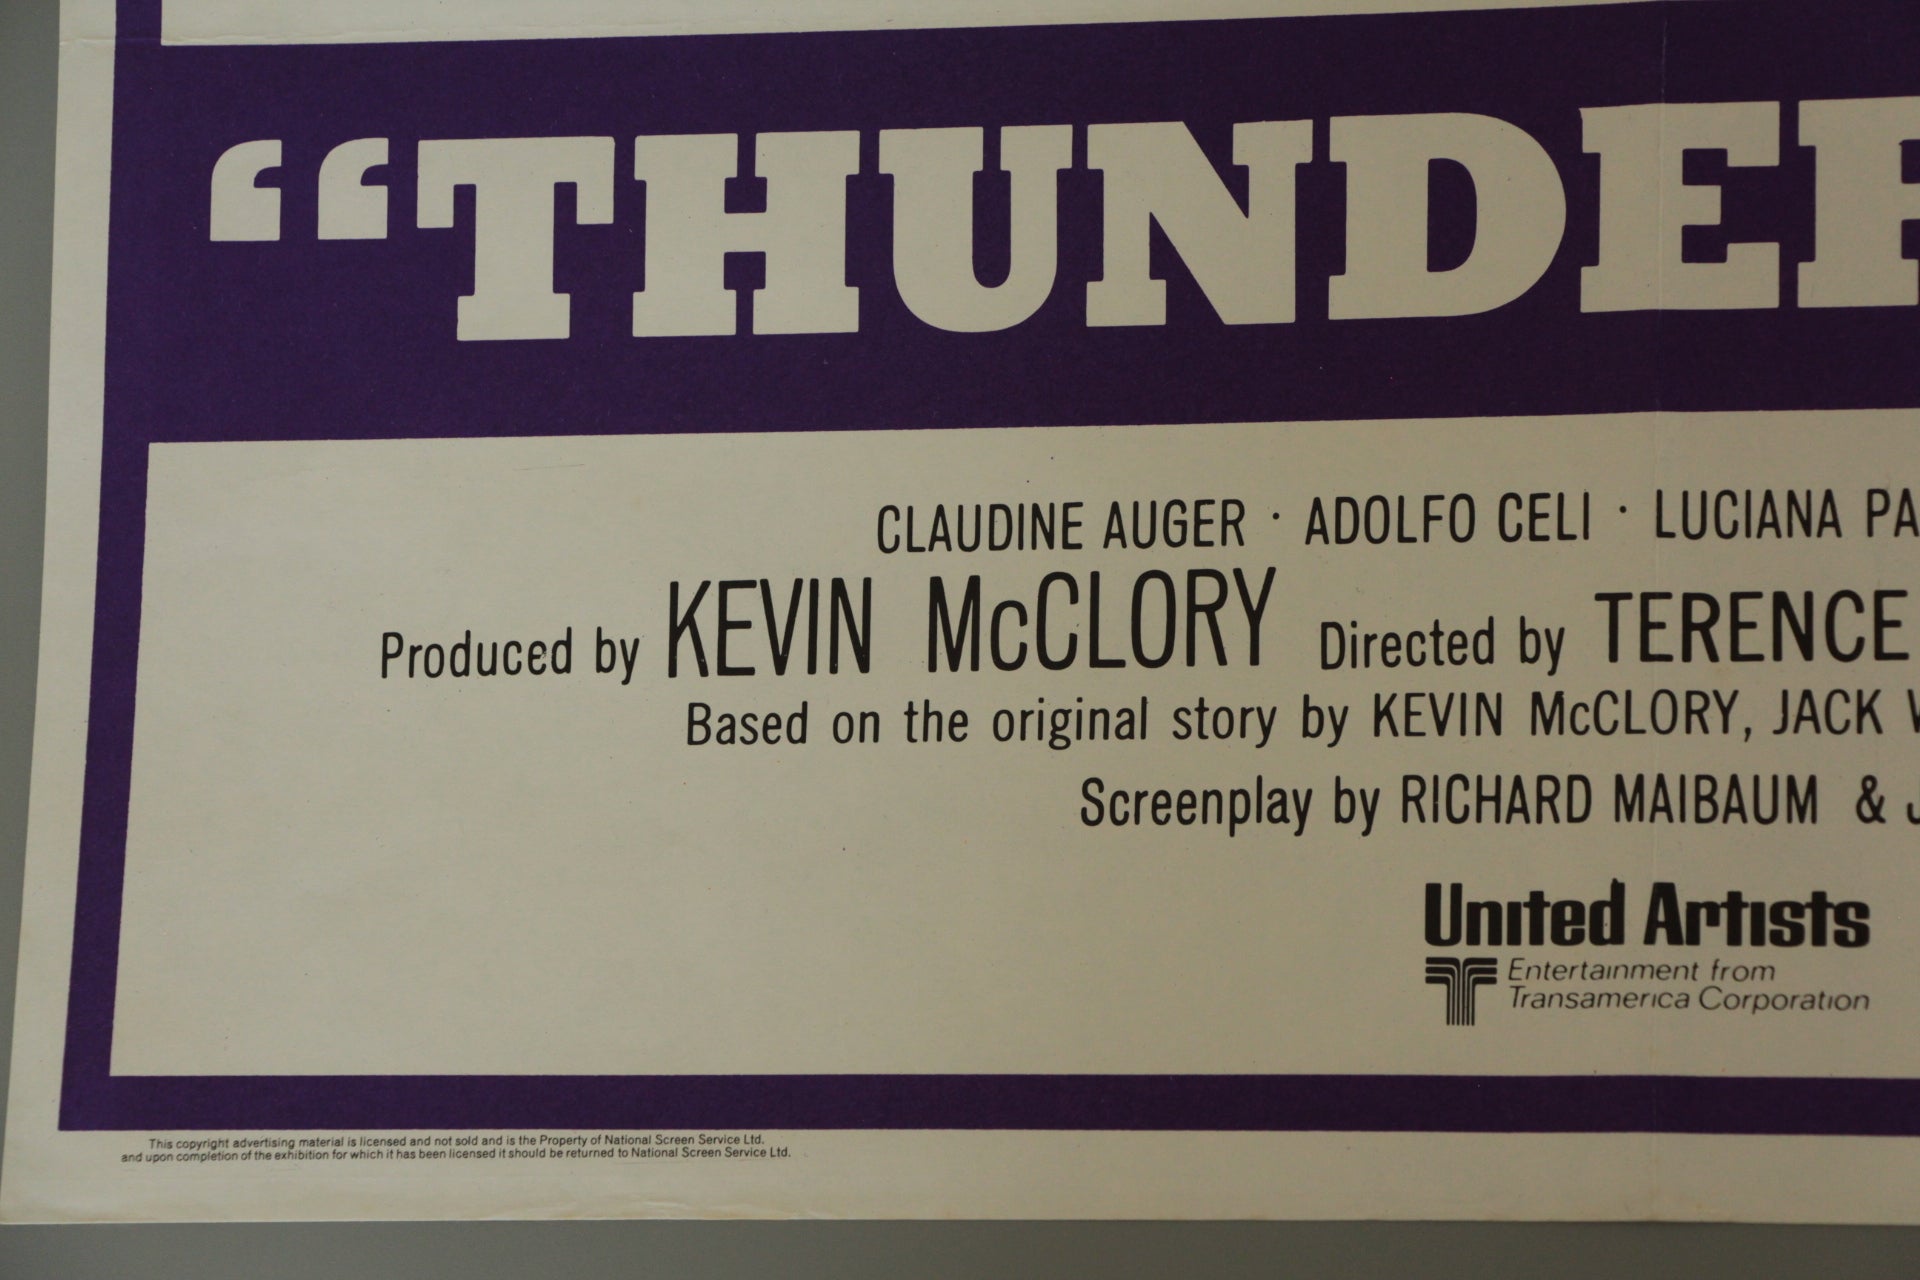 “THUNDER
CLAUDINE AUGER · ADOLFO CELI · LUCIANA PA
Produced by KEVIN McCLORY Directed by TERENCE
Based on the original story by KEVIN McCLORY, JACK W
Screenplay by RICHARD MAIBAUM & J
United Artists
Entertainment from
Transamerica Corporation
This copyright advertising material is licensed and not sold and is the Property of National Screen Service Ltd.
and upon completion of the exhibition for which it has been licensed it should be returned to National Screen Service Ltd.